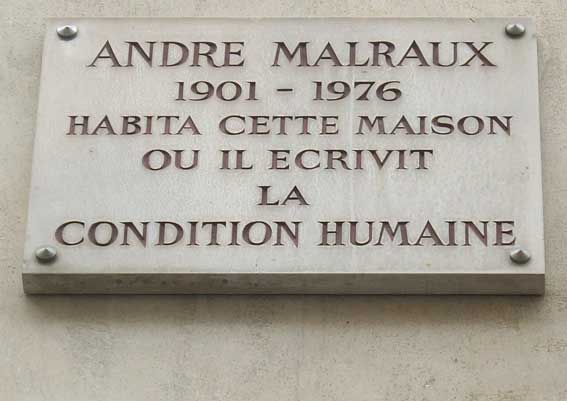 ANDRE MALRAUX
1901 - 1976
HABITA CETTE MAISON
OU IL ECRIVIT
LA
CONDITION HUMAINE